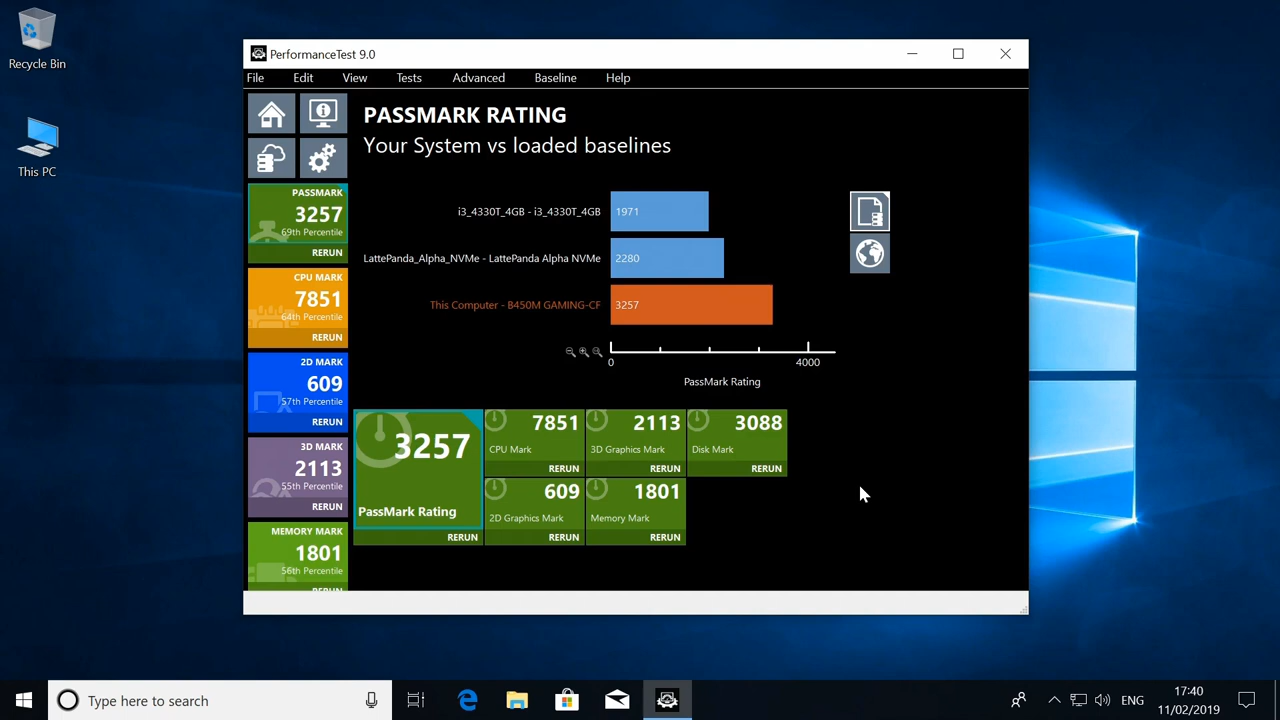 Recycle Bin
This PC
PerformanceTest 9.0
File Edit View Tests Advanced Baseline Help
PASSMARK RATING
Your System vs loaded baselines
PASSMARK
3257
69th Percentile
RERUN
CPU MARK
7851
64th Percentile
RERUN
2D MARK
609
57th Percentile
RERUN
3D MARK
2113
55th Percentile
RERUN
MEMORY MARK
1801
56th Percentile
RERUN
i3_4330T_4GB - i3_4330T_4GB 1971
LattePanda_Alpha_NVMe - LattePanda Alpha NVMe 2280
This Computer - B450M GAMING-CF 3257
0 4000
PassMark Rating
3257
PassMark Rating
RERUN
7851
CPU Mark
RERUN
2113
3D Graphics Mark
RERUN
3088
Disk Mark
RERUN
609
2D Graphics Mark
RERUN
1801
Memory Mark
RERUN
Type here to search
ENG
17:40
11/02/2019